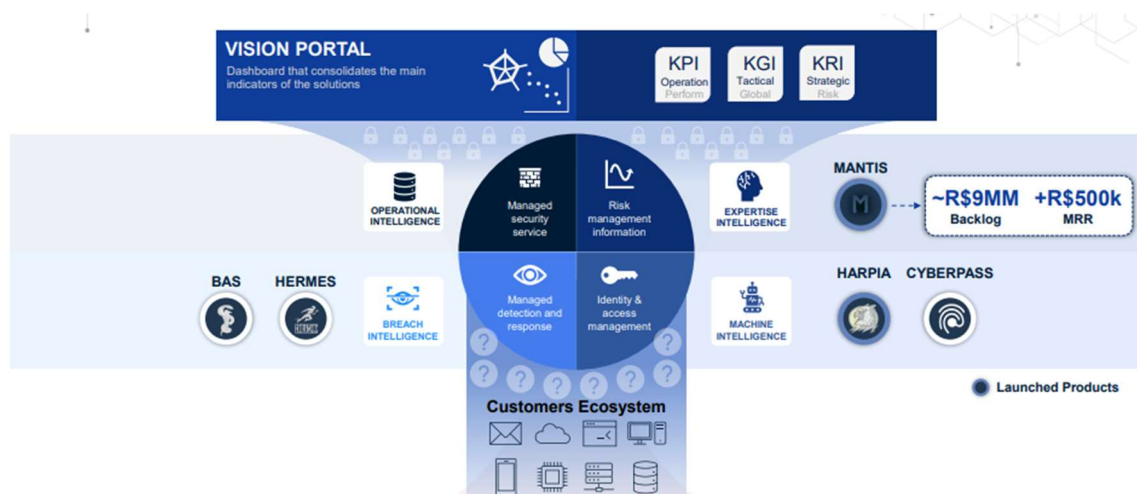 VISION PORTAL
Dashboard that consolidates the main
indicators of the solutions
KPI
Operation
Perform
KGI
Tactical
Global
KRI
Strategic
Risk
OPERATIONAL
INTELLIGENCE
Managed
security
service
Risk
management
information
EXPERTISE
INTELLIGENCE
MANTIS
M
~R$9MM
Backlog
+R$500k
MRR
BAS
HERMES
HERMES
BREACH
INTELLIGENCE
Managed
detection and
response
Identity &
access
management
MACHINE
INTELLIGENCE
HARPIA
CYBERPASS
? ? ? ? ? ? ? ?
Launched Products
Customers Ecosystem